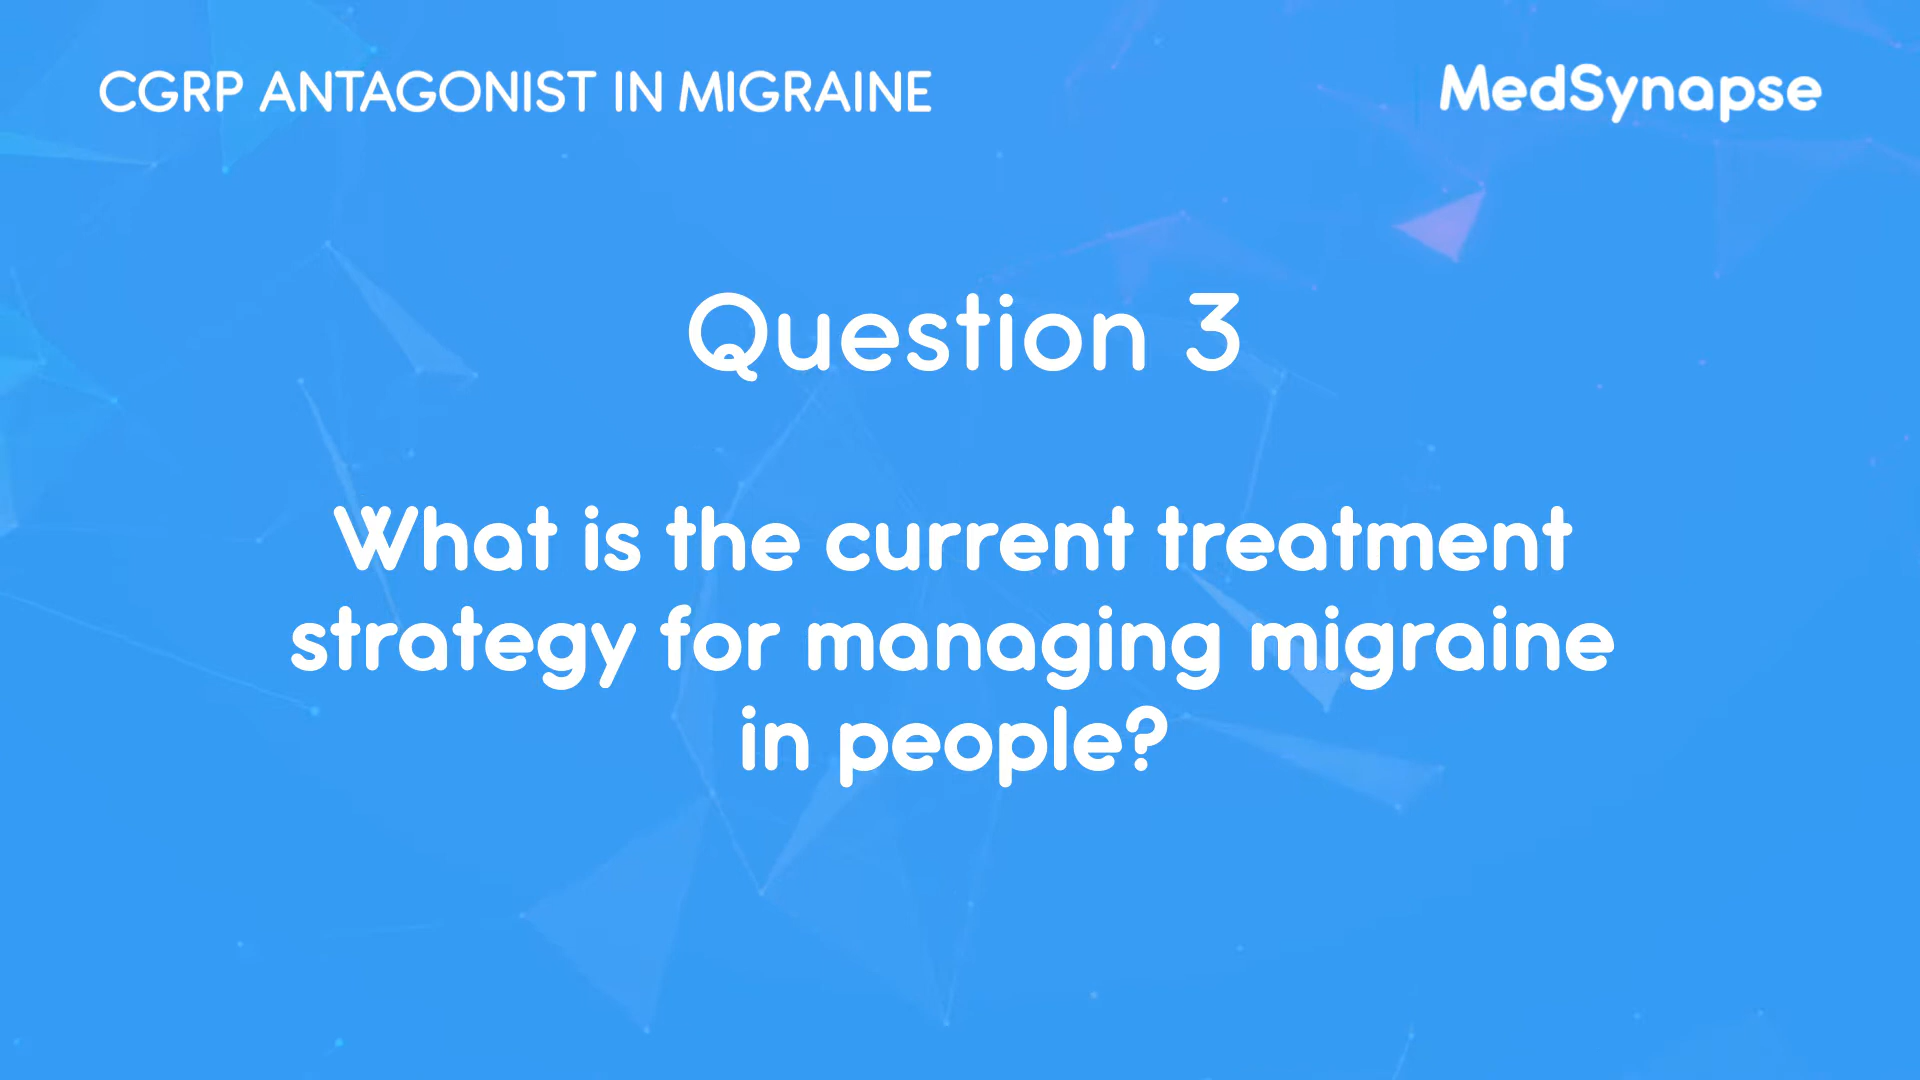 CGRP ANTAGONIST IN MIGRAINE
MedSynapse
Question 3
What is the current treatment
strategy for managing migraine
in people?